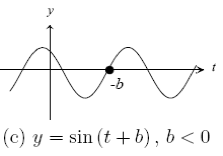 y
t
-b
(c) y = sin (t + b) , b < 0